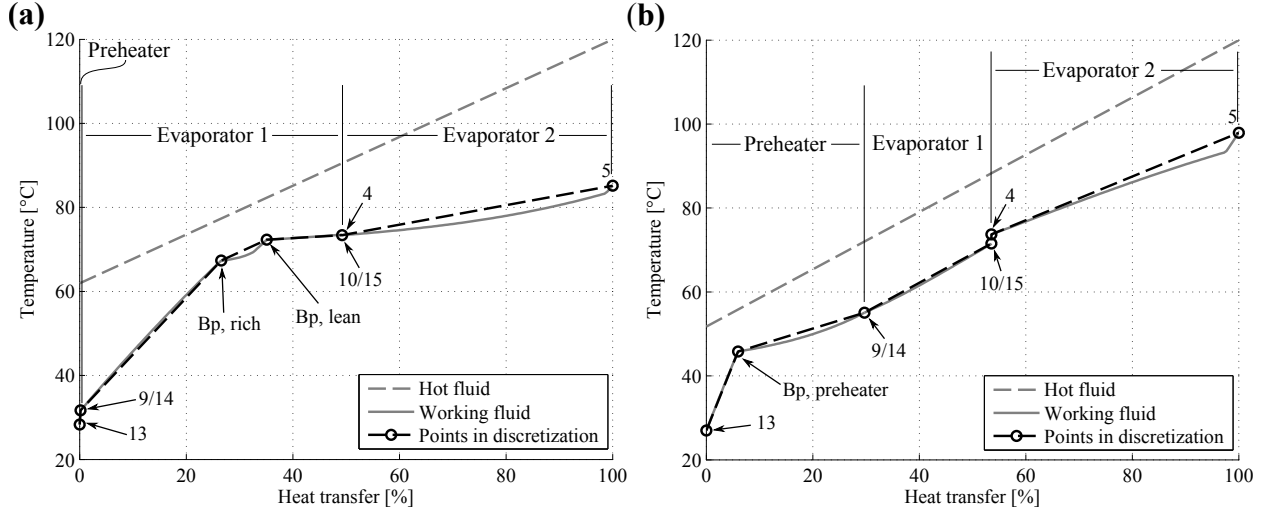 (a)
120
Preheater
100
Evaporator 1
Evaporator 2
5
80
4
10/15
60
Bp, lean
Bp, rich
40
9/14
13
20
Hot fluid
Working fluid
Points in discretization
0
20
40
60
80
100
Heat transfer [%]
Temperature [°C]
(b)
120
Evaporator 2
5
100
Preheater
Evaporator 1
80
4
10/15
60
9/14
40
Bp, preheater
13
20
Hot fluid
Working fluid
Points in discretization
0
20
40
60
80
100
Heat transfer [%]
Temperature [°C]